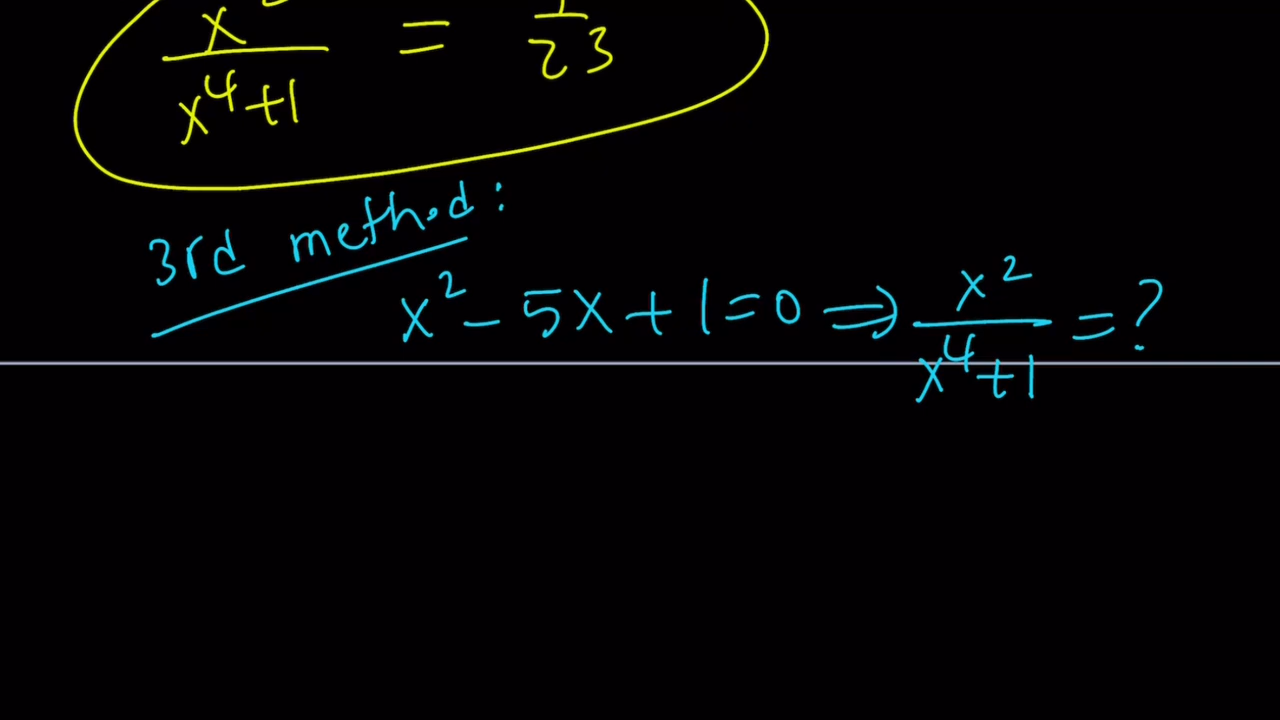 x²/(x⁴+1) = 1/23
3rd method:
x² - 5x + 1 = 0 ⇒ x²/(x⁴+1) = ?